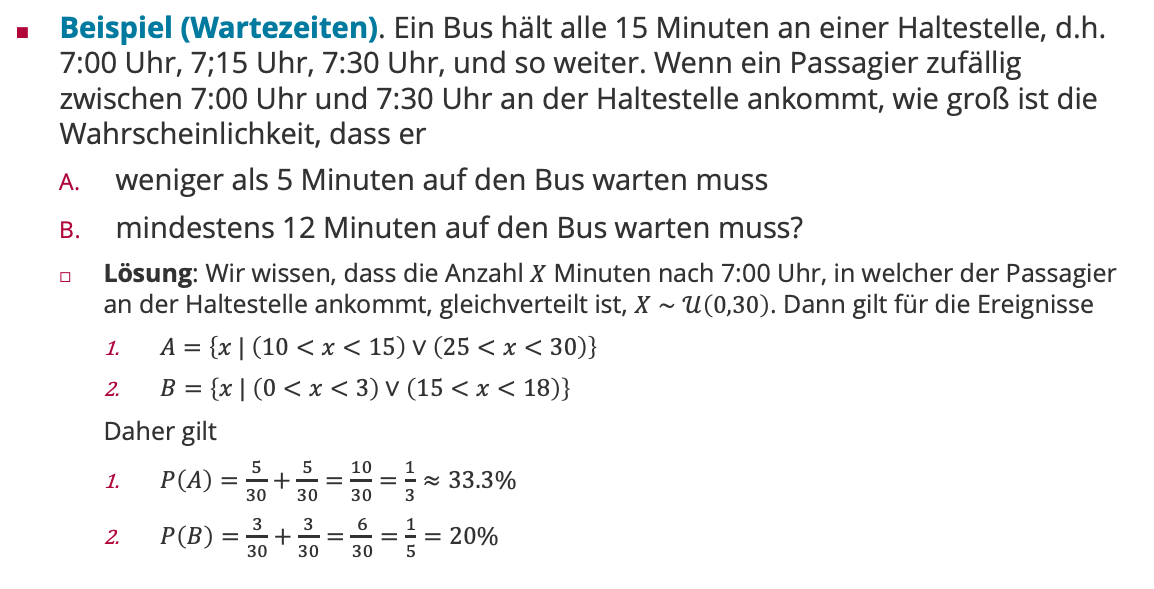 Beispiel (Wartezeiten). Ein Bus hält alle 15 Minuten an einer Haltestelle, d.h.
7:00 Uhr, 7;15 Uhr, 7:30 Uhr, und so weiter. Wenn ein Passagier zufällig
zwischen 7:00 Uhr und 7:30 Uhr an der Haltestelle ankommt, wie groß ist die
Wahrscheinlichkeit, dass er
A. weniger als 5 Minuten auf den Bus warten muss
B. mindestens 12 Minuten auf den Bus warten muss?
Lösung: Wir wissen, dass die Anzahl X Minuten nach 7:00 Uhr, in welcher der Passagier
an der Haltestelle ankommt, gleichverteilt ist, X ~ 𝒰(0,30). Dann gilt für die Ereignisse
1. A = {x | (10 < x < 15) ∨ (25 < x < 30)}
2. B = {x | (0 < x < 3) ∨ (15 < x < 18)}
Daher gilt
1. P(A) = 5/30 + 5/30 = 10/30 = 1/3 ≈ 33.3%
2. P(B) = 3/30 + 3/30 = 6/30 = 1/5 = 20%